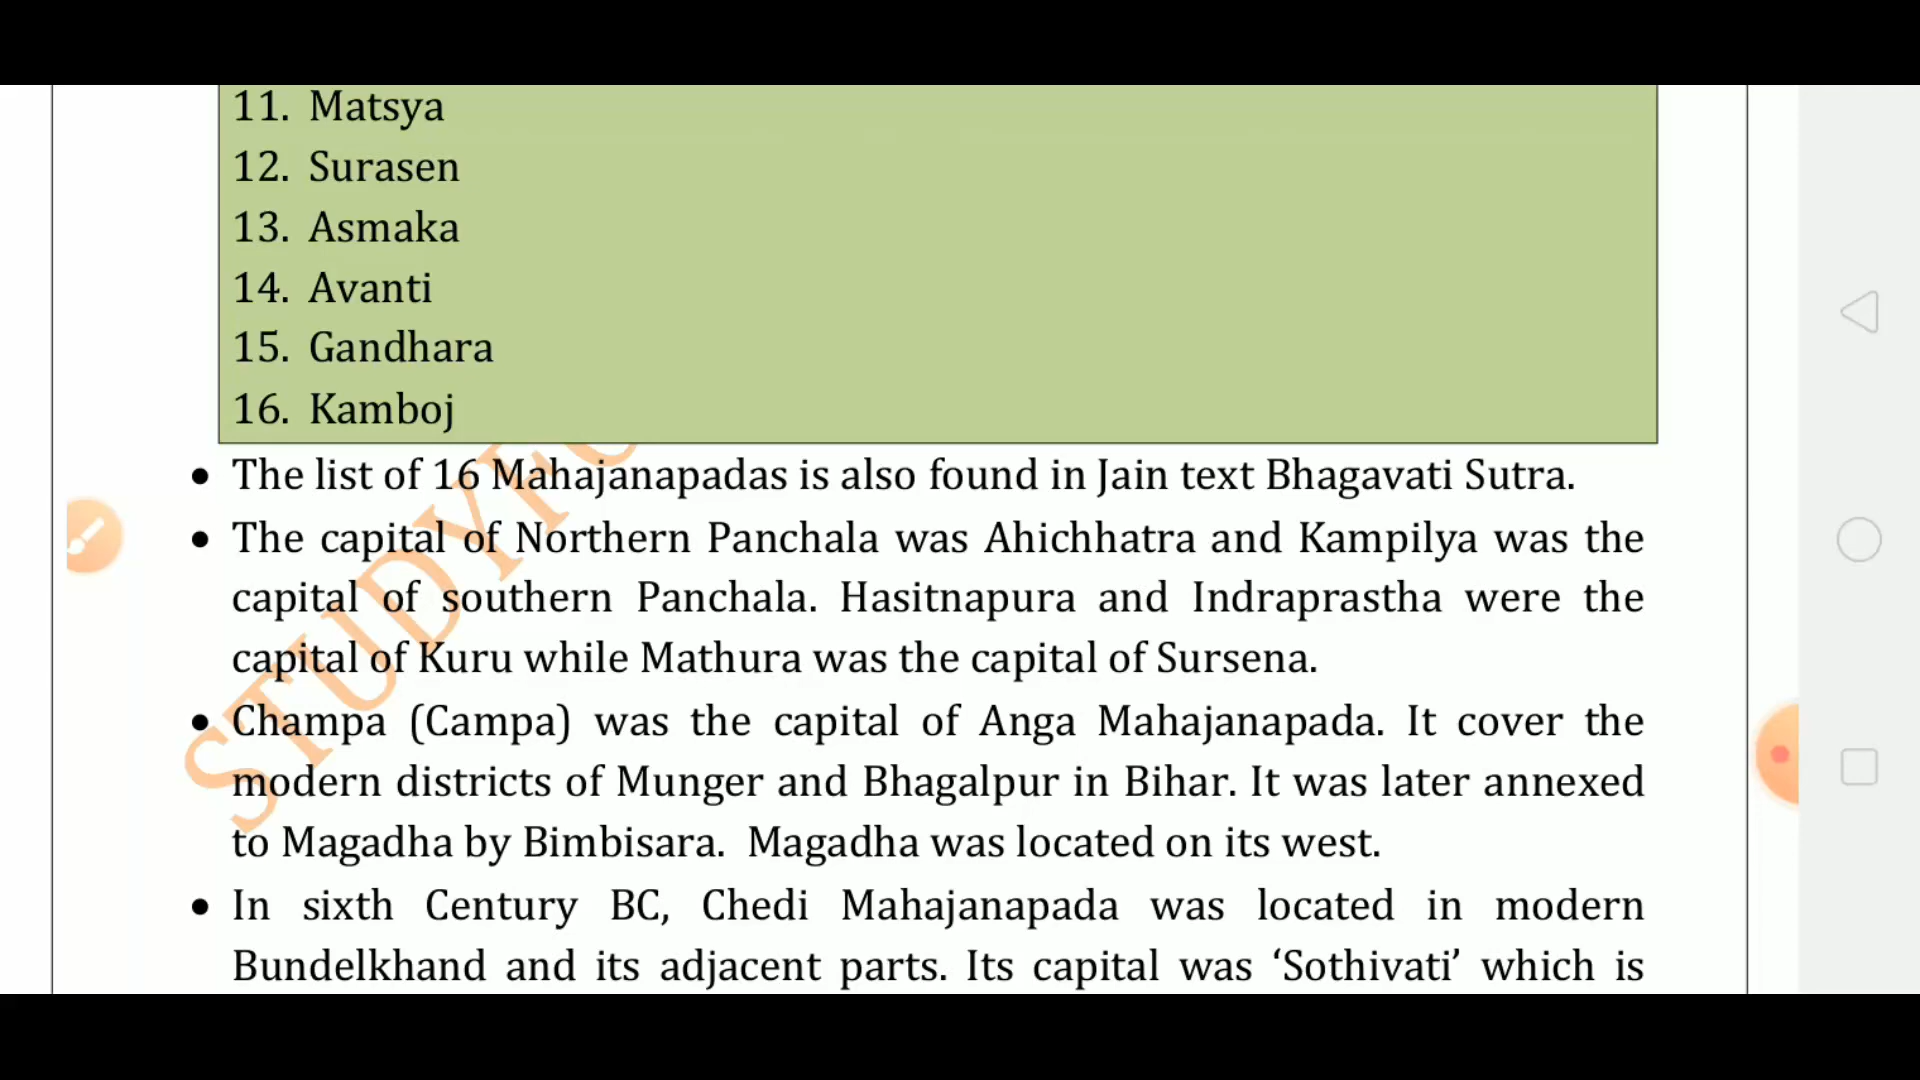 11. Matsya
12. Surasen
13. Asmaka
14. Avanti
15. Gandhara
16. Kamboj
• The list of 16 Mahajanapadas is also found in Jain text Bhagavati Sutra.
• The capital of Northern Panchala was Ahichhatra and Kampilya was the
capital of southern Panchala. Hasitnapura and Indraprastha were the
capital of Kuru while Mathura was the capital of Sursena.
• Champa (Campa) was the capital of Anga Mahajanapada. It cover the
modern districts of Munger and Bhagalpur in Bihar. It was later annexed
to Magadha by Bimbisara. Magadha was located on its west.
• In sixth Century BC, Chedi Mahajanapada was located in modern
Bundelkhand and its adjacent parts. Its capital was ‘Sothivati’ which is